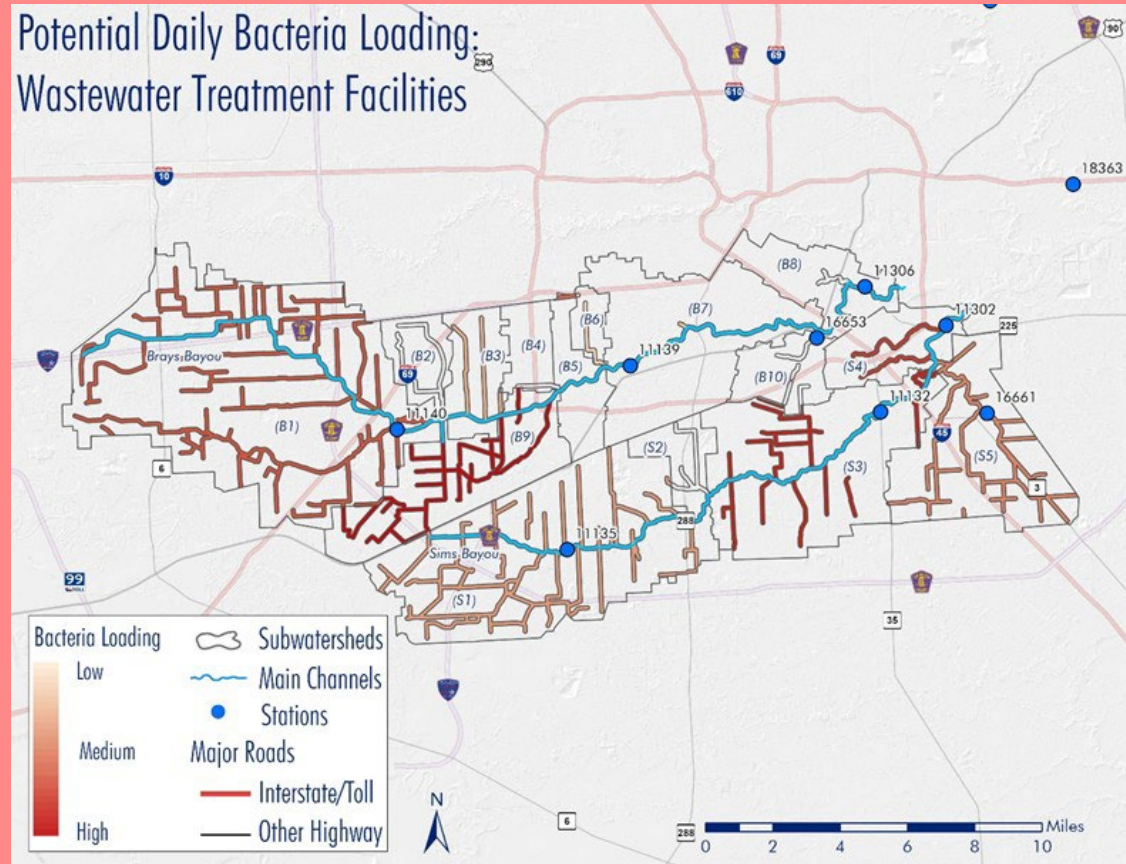 Potential Daily Bacteria Loading:
Wastewater Treatment Facilities
290
69
90
610
10
18363
(B8)
11306
(B7)
11302
(B6)
16653
225
Brays Bayou
(B2)
(B3)
(B4)
69
(B5)
11139
(B10)
(S4)
11132
16661
(B1)
11140
(B9)
45
6
(S2)
(S3)
(S5)
3
288
Sims Bayou
11135
99
(S1)
35
Bacteria Loading
Low
Medium
High
Subwatersheds
Main Channels
Stations
Major Roads
Interstate/Toll
Other Highway
N
6
288
Miles
0 2 4 6 8 10